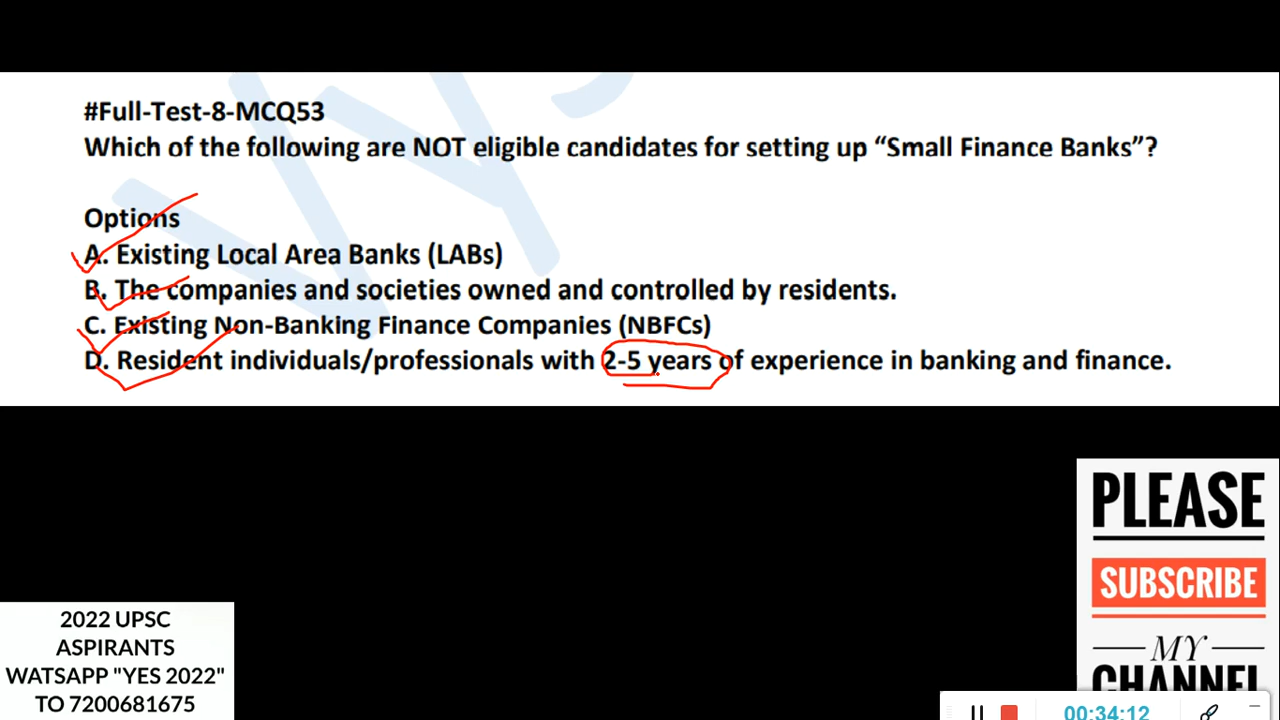 #Full-Test-8-MCQ53
Which of the following are NOT eligible candidates for setting up “Small Finance Banks”?
Options
A. Existing Local Area Banks (LABs)
B. The companies and societies owned and controlled by residents.
C. Existing Non-Banking Finance Companies (NBFCs)
D. Resident individuals/professionals with 2-5 years of experience in banking and finance.
PLEASE
SUBSCRIBE
MY
CHANNEL
2022 UPSC
ASPIRANTS
WATSAPP "YES 2022"
TO 7200681675
00:34:12